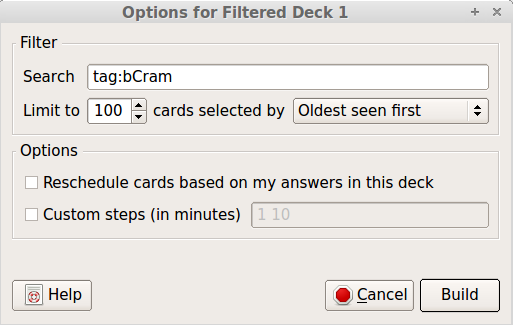 Options for Filtered Deck 1
Filter
Search tag:bCram
Limit to 100 cards selected by Oldest seen first
Options
Reschedule cards based on my answers in this deck
Custom steps (in minutes) 1 10
Help Cancel Build